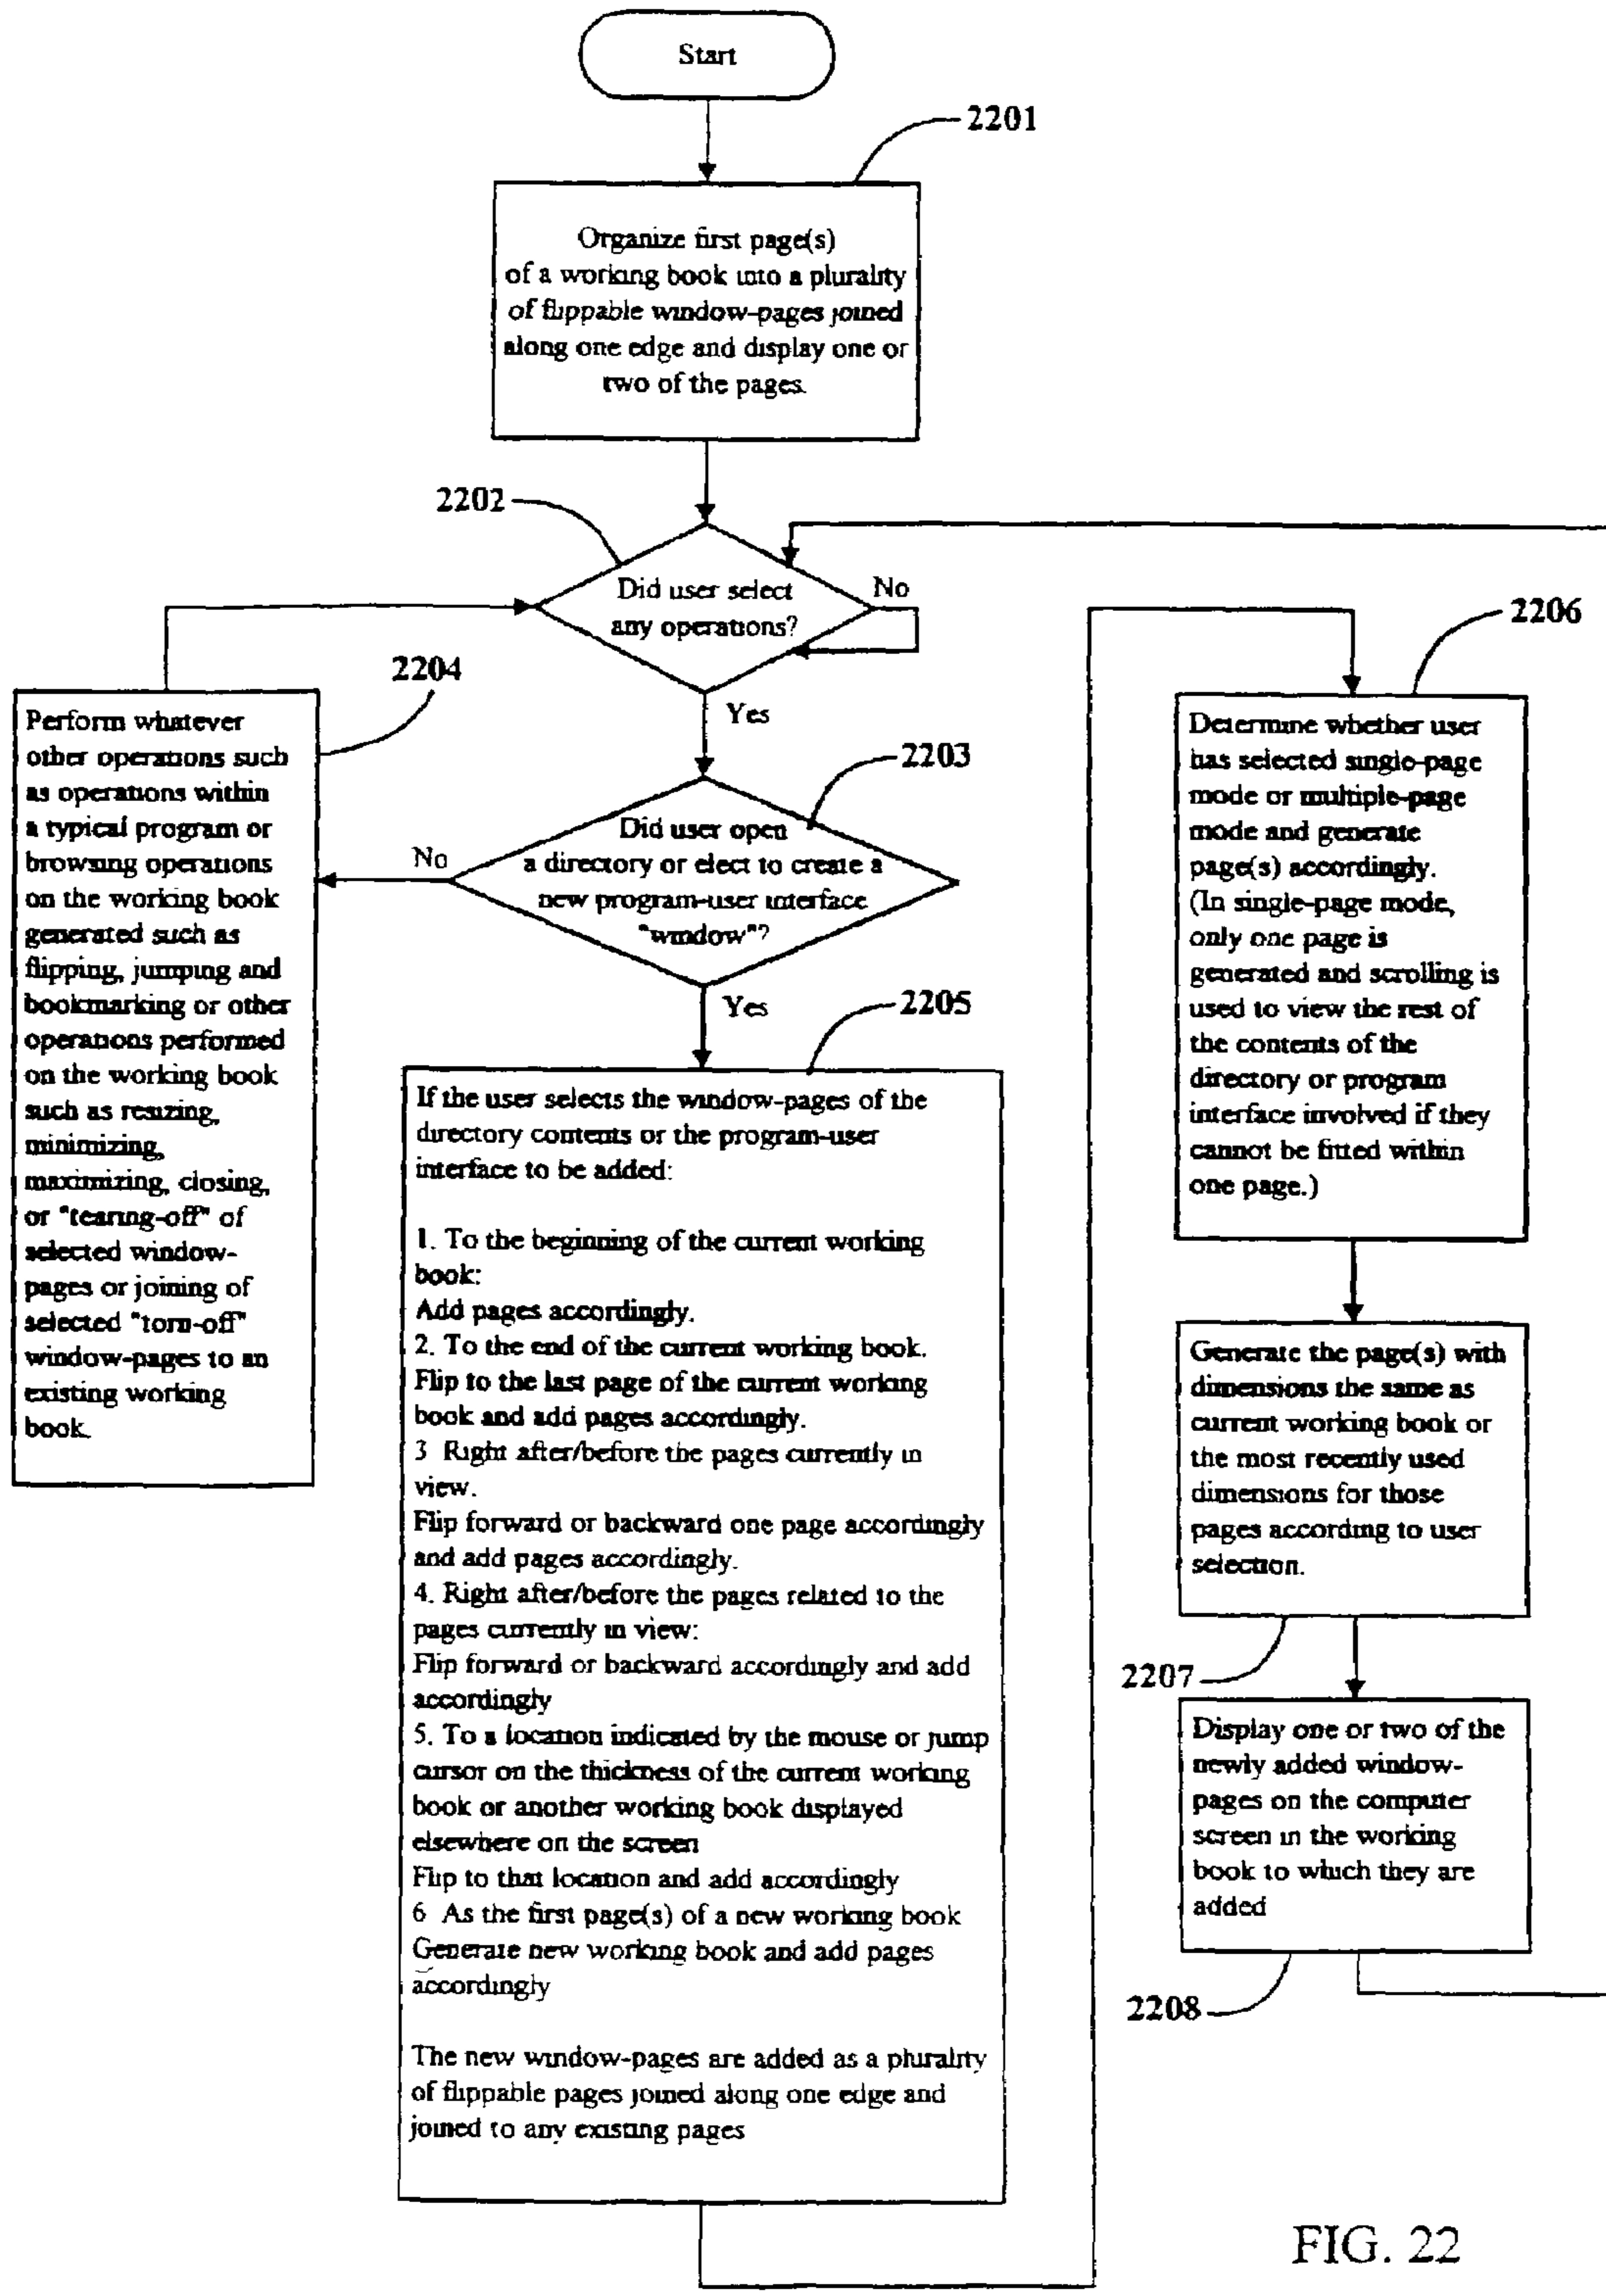 Start
2201
Organize first page(s)
of a working book into a plurality
of flippable window-pages joined
along one edge and display one or
two of the pages.
2202
Did user select
any operations?
No
Yes
2204
Perform whatever
other operations such
as operations within
a typical program or
browsing operations
on the working book
generated such as
flipping, jumping and
bookmarking or other
operations performed
on the working book
such as resizing,
minimizing,
maximizing, closing,
or "tearing-off" of
selected window-
pages or joining of
selected "torn-off"
window-pages to an
existing working
book.
2203
Did user open
a directory or elect to create a
new program-user interface
"window"?
No
Yes
2205
If the user selects the window-pages of the
directory contents or the program-user
interface to be added:
1. To the beginning of the current working
book:
Add pages accordingly.
2. To the end of the current working book.
Flip to the last page of the current working
book and add pages accordingly.
3 Right after/before the pages currently in
view.
Flip forward or backward one page accordingly
and add pages accordingly.
4. Right after/before the pages related to the
pages currently in view:
Flip forward or backward accordingly and add
accordingly
5. To a location indicated by the mouse or jump
cursor on the thickness of the current working
book or another working book displayed
elsewhere on the screen
Flip to that location and add accordingly
6 As the first page(s) of a new working book
Generate new working book and add pages
accordingly
The new window-pages are added as a plurality
of flippable pages joined along one edge and
joined to any existing pages
2206
Determine whether user
has selected single-page
mode or multiple-page
mode and generate
page(s) accordingly.
(In single-page mode,
only one page is
generated and scrolling is
used to view the rest of
the contents of the
directory or program
interface involved if they
cannot be fitted within
one page.)
Generate the page(s) with
dimensions the same as
current working book or
the most recently used
dimensions for those
pages according to user
selection.
2207
Display one or two of the
newly added window-
pages on the computer
screen in the working
book to which they are
added
2208
FIG. 22